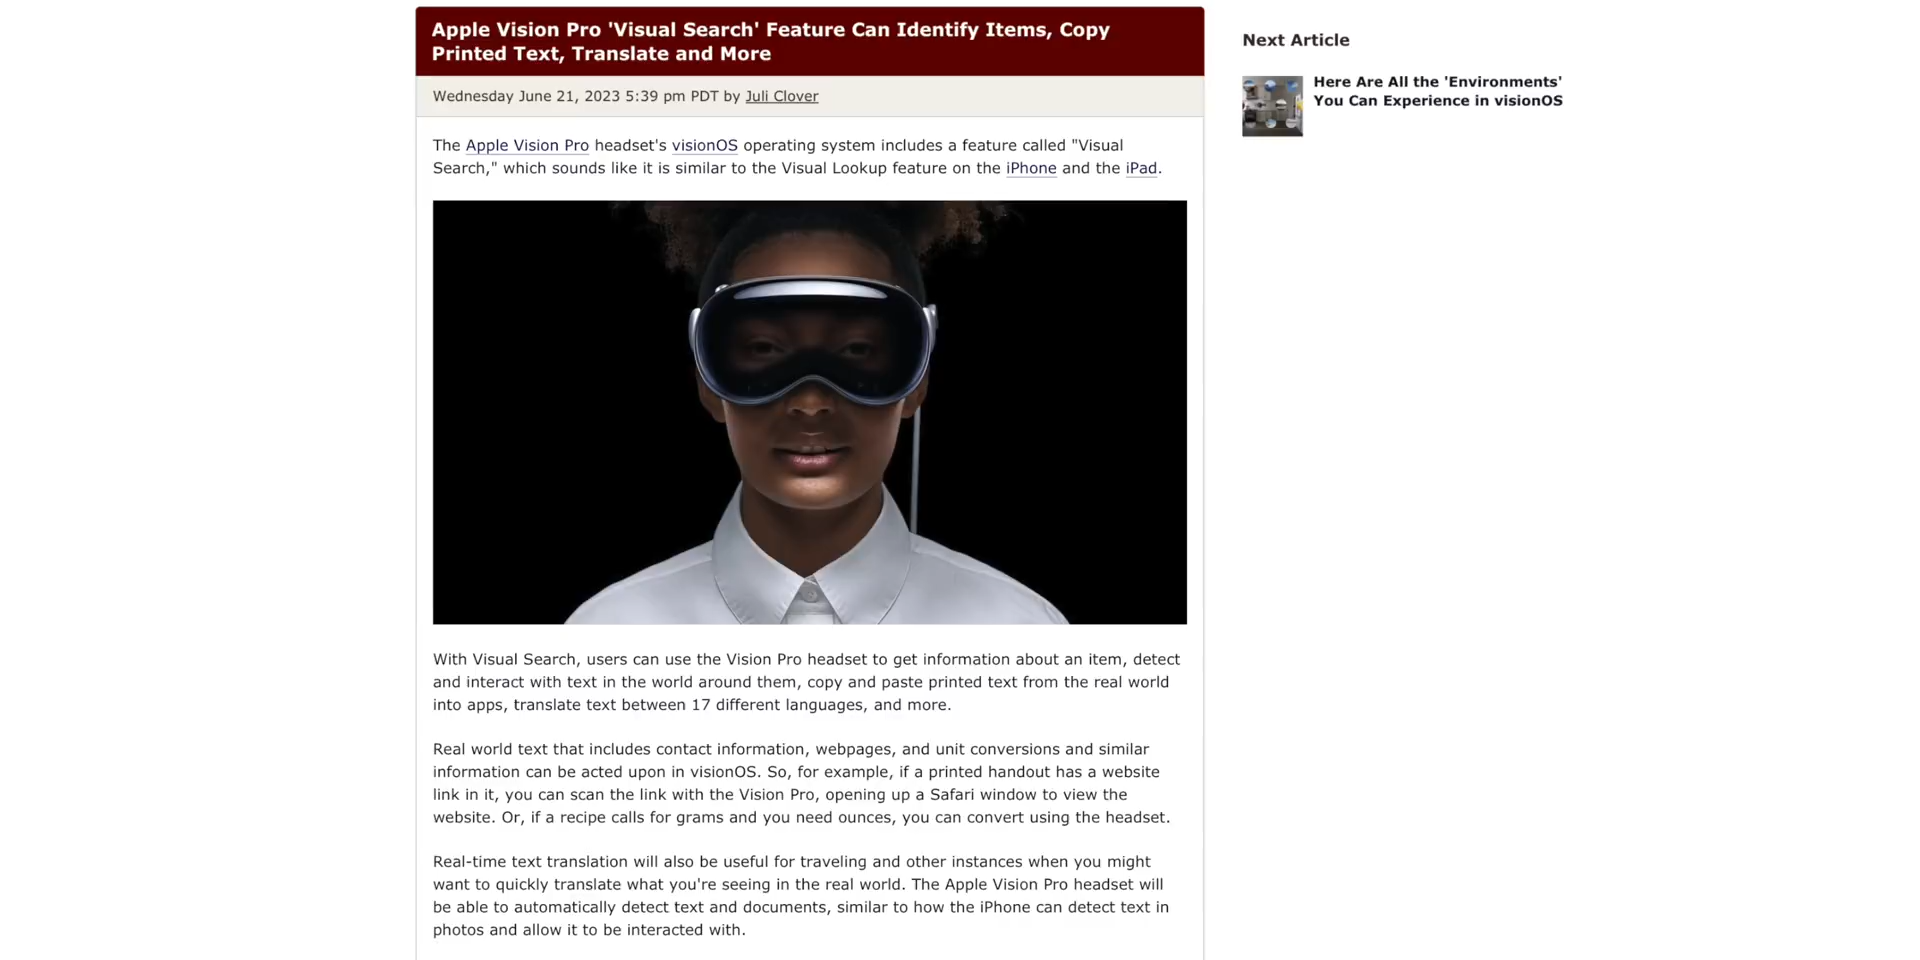 Apple Vision Pro 'Visual Search' Feature Can Identify Items, Copy
Printed Text, Translate and More
Wednesday June 21, 2023 5:39 pm PDT by Juli Clover
The Apple Vision Pro headset's visionOS operating system includes a feature called "Visual
Search," which sounds like it is similar to the Visual Lookup feature on the iPhone and the iPad.
With Visual Search, users can use the Vision Pro headset to get information about an item, detect
and interact with text in the world around them, copy and paste printed text from the real world
into apps, translate text between 17 different languages, and more.
Real world text that includes contact information, webpages, and unit conversions and similar
information can be acted upon in visionOS. So, for example, if a printed handout has a website
link in it, you can scan the link with the Vision Pro, opening up a Safari window to view the
website. Or, if a recipe calls for grams and you need ounces, you can convert using the headset.
Real-time text translation will also be useful for traveling and other instances when you might
want to quickly translate what you're seeing in the real world. The Apple Vision Pro headset will
be able to automatically detect text and documents, similar to how the iPhone can detect text in
photos and allow it to be interacted with.
Next Article
Here Are All the 'Environments'
You Can Experience in visionOS